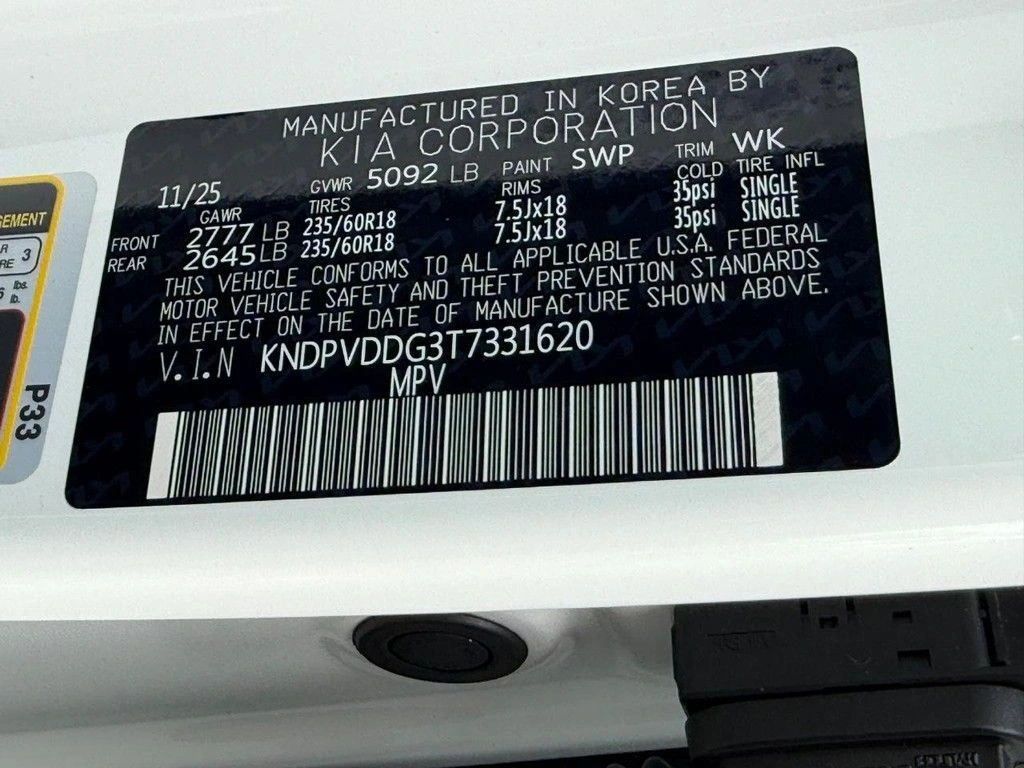 MANUFACTURED IN KOREA BY
KIA CORPORATION
11/25 GVWR 5092 LB PAINT SWP TRIM WK
GAWR TIRES RIMS COLD TIRE INFL
FRONT 2777 LB 235/60R18 7.5Jx18 35psi SINGLE
REAR 2645 LB 235/60R18 7.5Jx18 35psi SINGLE
THIS VEHICLE CONFORMS TO ALL APPLICABLE U.S.A. FEDERAL
MOTOR VEHICLE SAFETY AND THEFT PREVENTION STANDARDS
IN EFFECT ON THE DATE OF MANUFACTURE SHOWN ABOVE.
V.I.N KNDPVDDG3T7331620
MPV
3
lbs.
lb.
P33